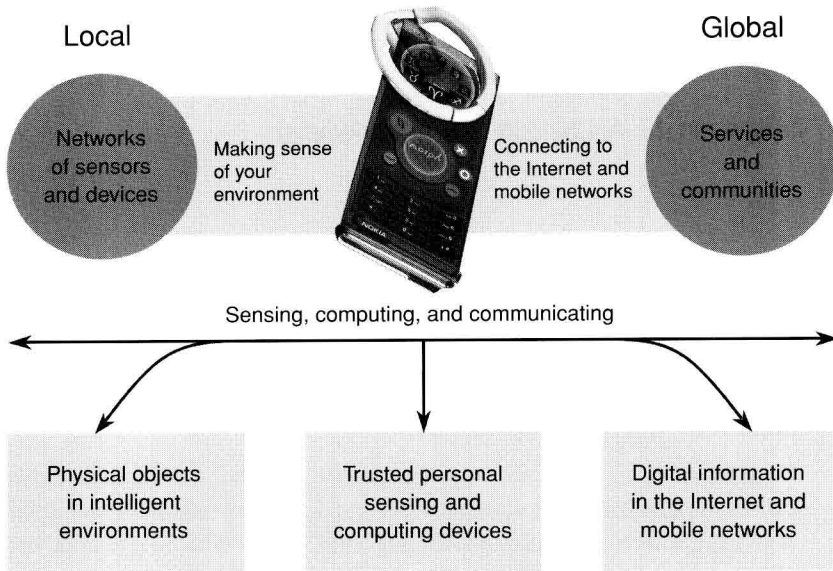 Local
Global
Networks
of sensors
and devices
Making sense
of your
environment
morph
NOKIA
Connecting to
the Internet and
mobile networks
Services
and
communities
Sensing, computing, and communicating
Physical objects
in intelligent
environments
Trusted personal
sensing and
computing devices
Digital information
in the Internet and
mobile networks